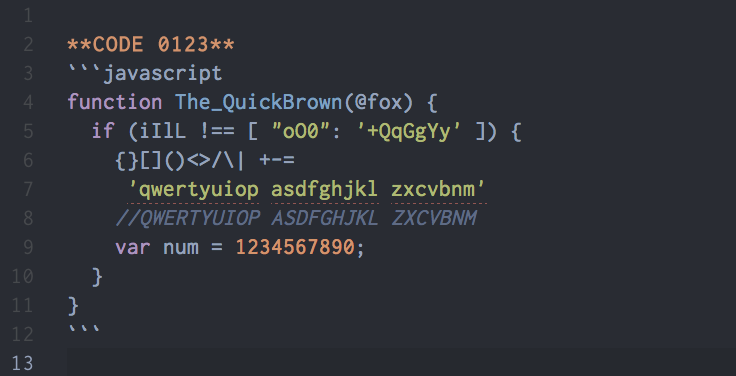 1
2 **CODE 0123**
3 ```javascript
4 function The_QuickBrown(@fox) {
5   if (iIlL !== [ "oO0": '+QqGgYy' ]) {
6     {}[]()<>/\| +-=
7      'qwertyuiop asdfghjkl zxcvbnm'
8     //QWERTYUIOP ASDFGHJKL ZXCVBNM
9     var num = 1234567890;
10   }
11 }
12 ```
13